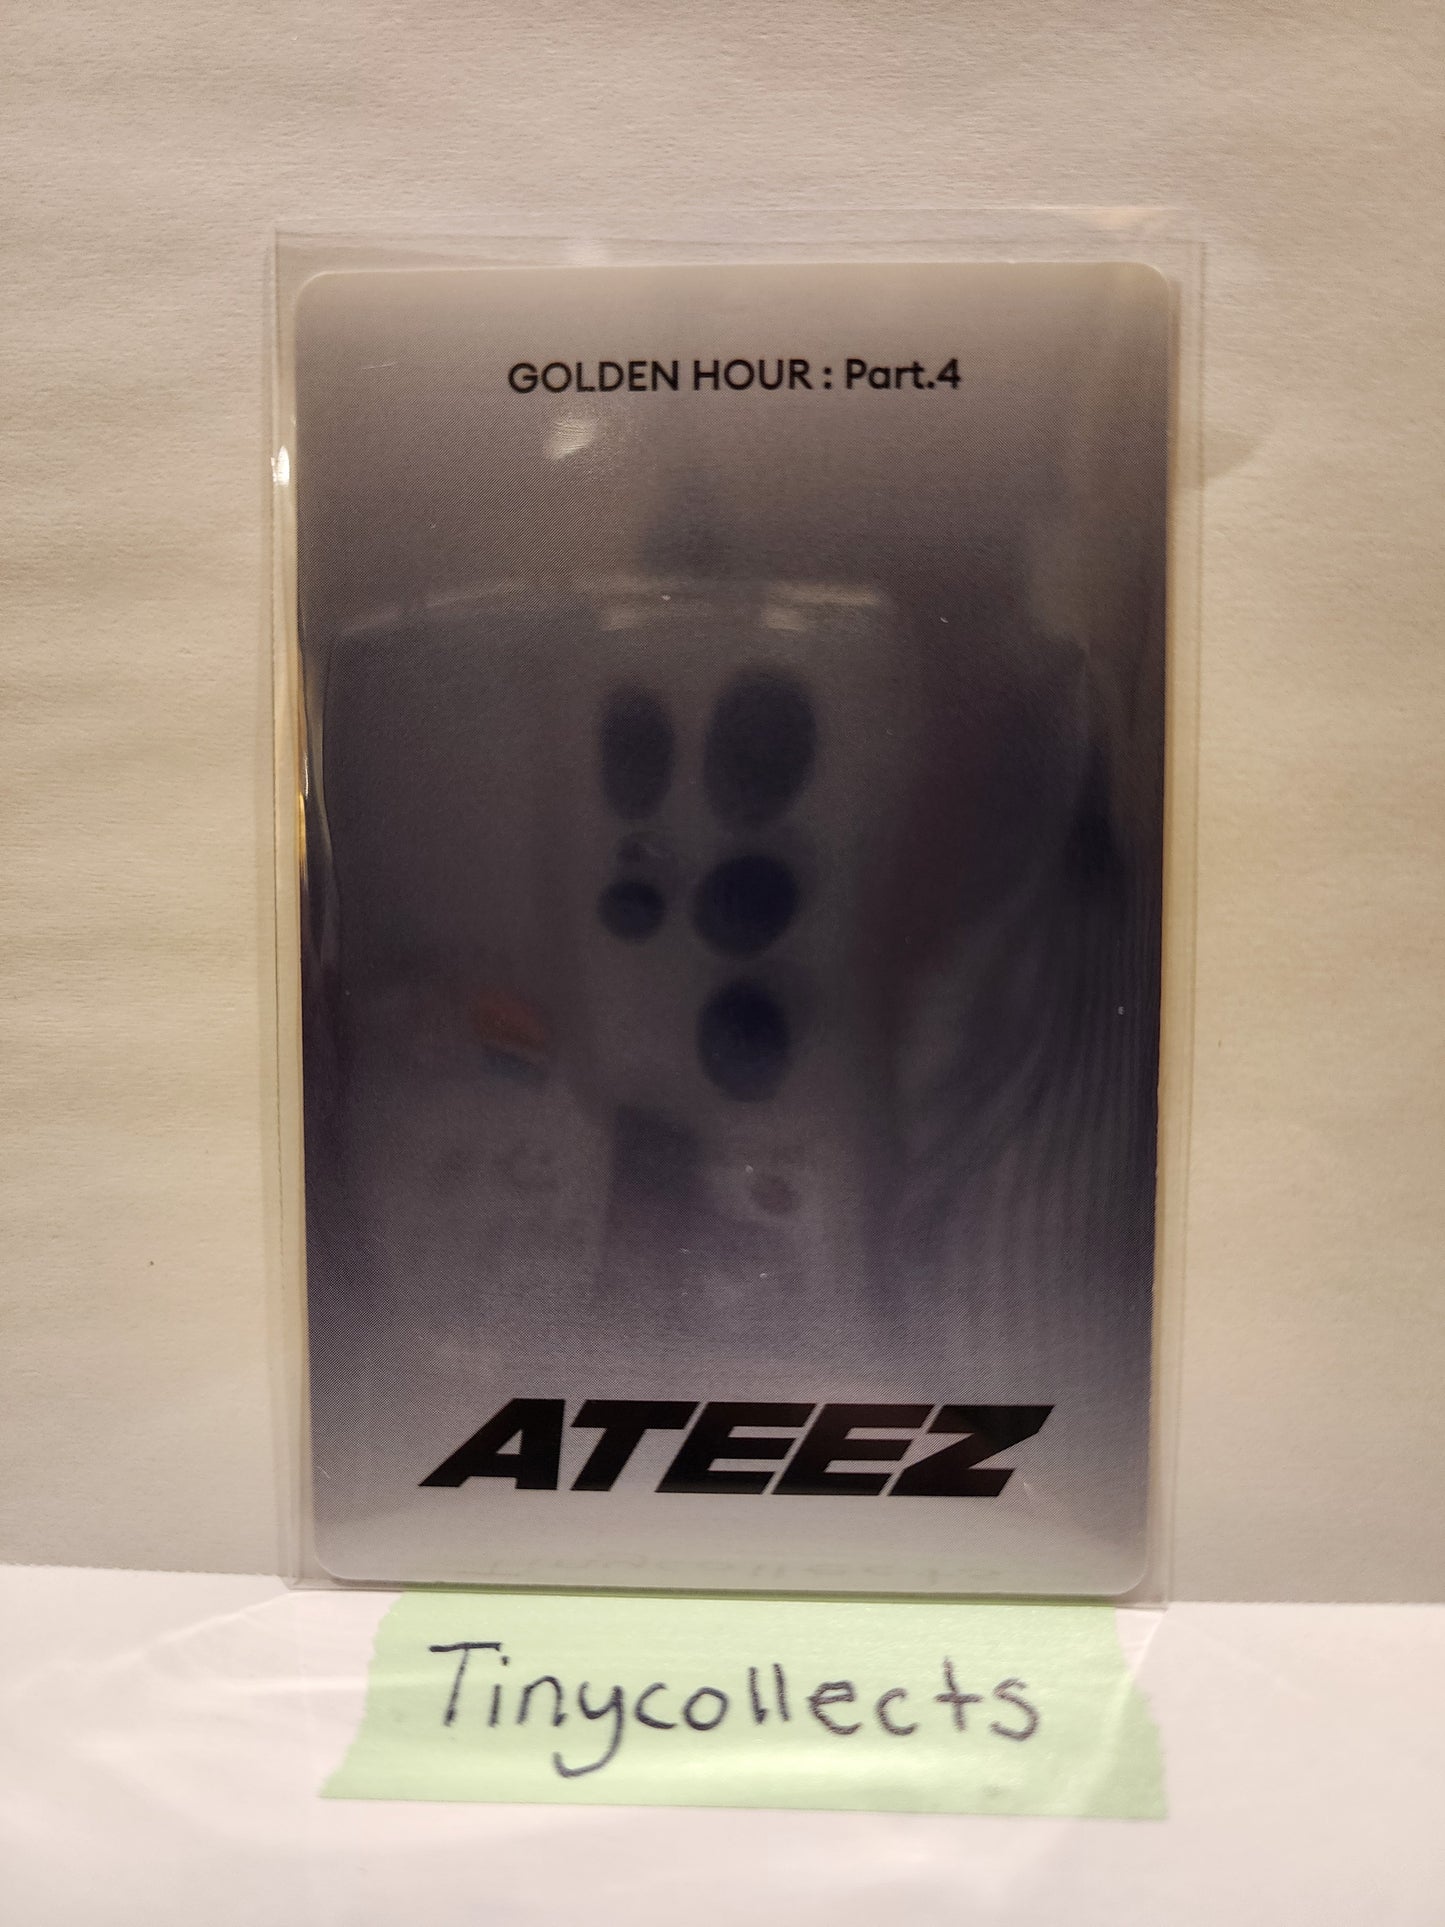 GOLDEN HOUR : Part.4
ATEEZ
Tinycollects